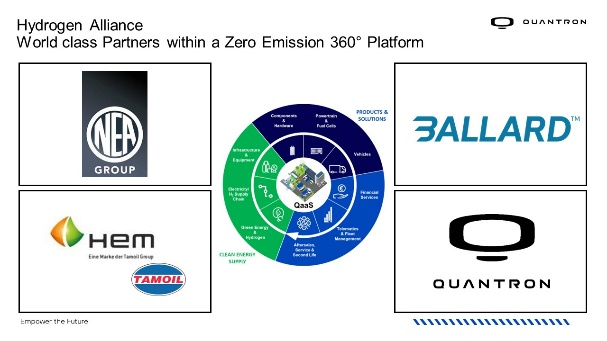 Hydrogen Alliance
World class Partners within a Zero Emission 360° Platform
QUANTRON
NEA
GROUP
BALLARD™
Components
&
Hardware
Powertrain
&
Fuel Cells
PRODUCTS &
SOLUTIONS
Infrastructure
&
Equipment
Vehicles
Electricity/
H₂ Supply
Chain
QaaS
Financial
Services
Green Energy
&
Hydrogen
Telematics
& Fleet
Management
Aftersales,
Service &
Second Life
CLEAN ENERGY
SUPPLY
Hem
Eine Marke der Tamoil Group
TAMOIL
QUANTRON
Empower the Future